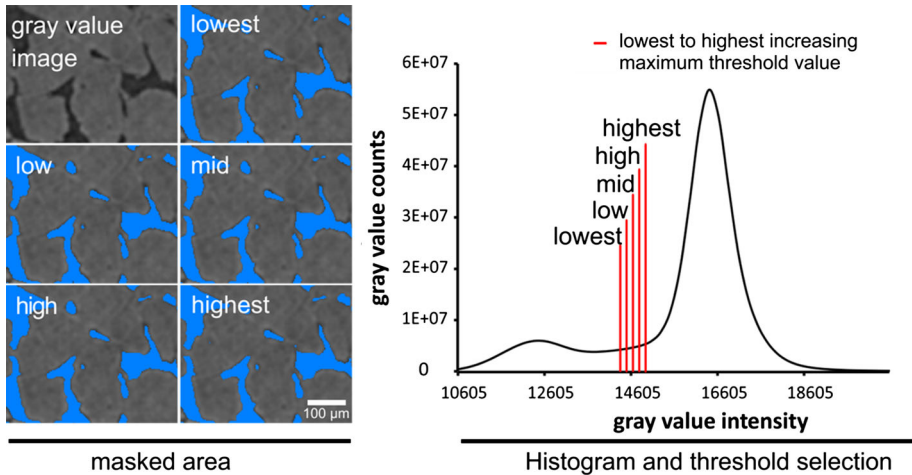 gray value
image
lowest
low
mid
high
highest
100 µm
masked area
lowest to highest increasing
maximum threshold value
gray value counts
6E+07
5E+07
4E+07
3E+07
2E+07
1E+07
0
highest
high
mid
low
lowest
10605
12605
14605
16605
18605
gray value intensity
Histogram and threshold selection